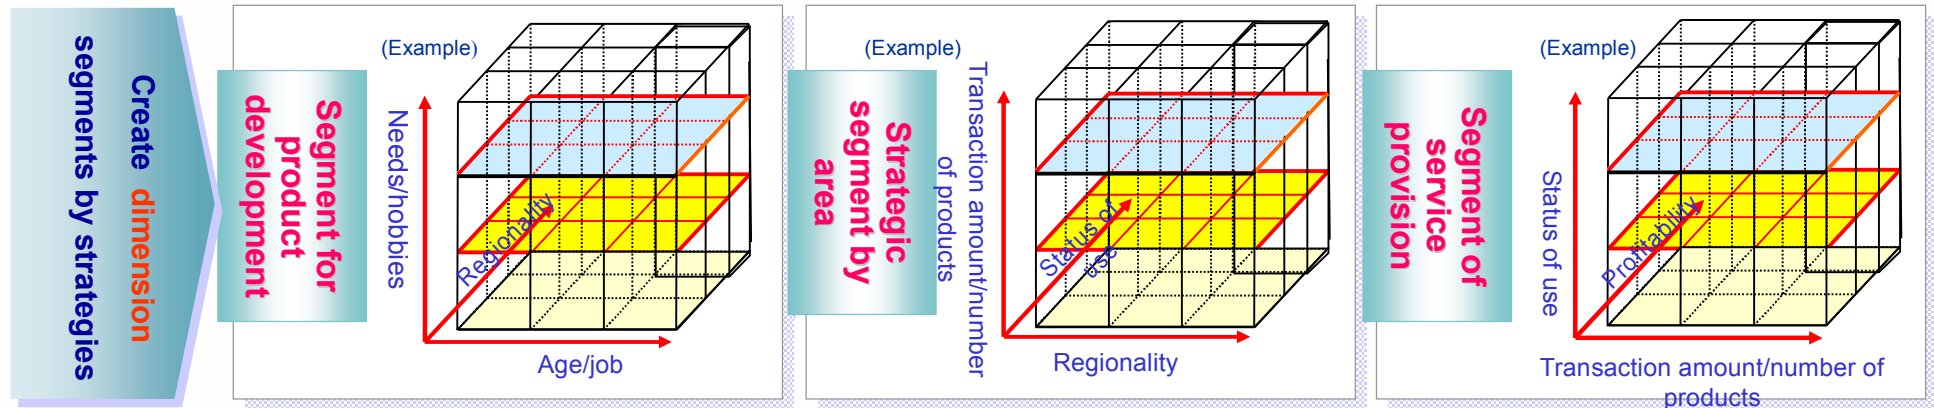 Create dimension
segments by strategies
Segment for
product
development
(Example)
Needs/hobbies
Regionality
Age/job
Strategic
segment by
area
(Example)
Transaction amount/number
of products
Status of
use
Regionality
Segment of
service
provision
(Example)
Status of use
Profitability
Transaction amount/number of
products